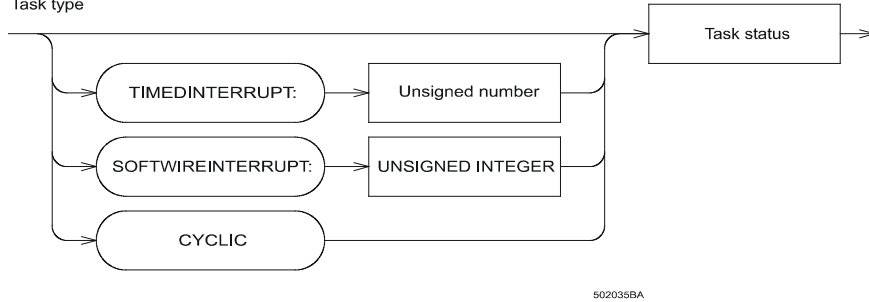 Task type
Task status
TIMEDINTERRUPT:
Unsigned number
SOFTWIREINTERRUPT:
UNSIGNED INTEGER
CYCLIC
502035BA